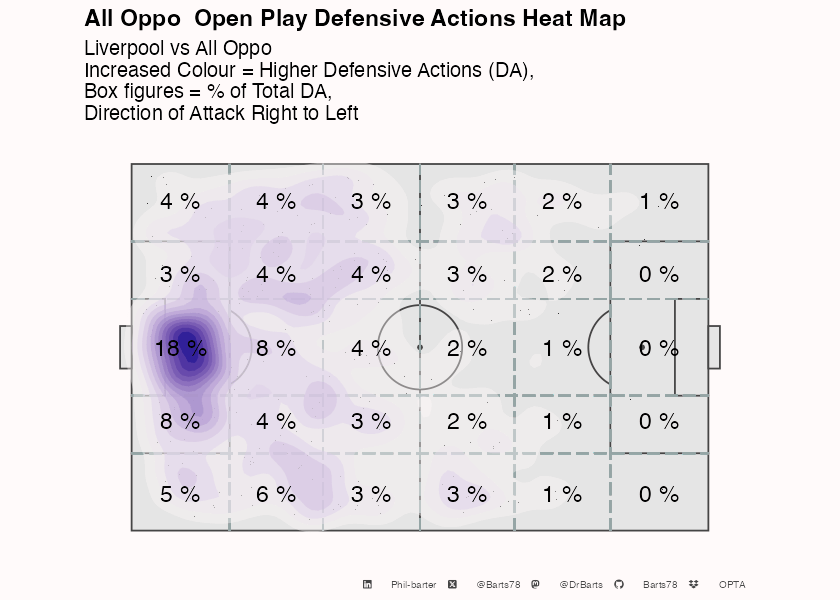 All Oppo Open Play Defensive Actions Heat Map
Liverpool vs All Oppo
Increased Colour = Higher Defensive Actions (DA),
Box figures = % of Total DA,
Direction of Attack Right to Left
4 % 4 % 3 % 3 % 2 % 1 %
3 % 4 % 4 % 3 % 2 % 0 %
18 % 8 % 4 % 2 % 1 % 0 %
8 % 4 % 3 % 2 % 1 % 0 %
5 % 6 % 3 % 3 % 1 % 0 %
Phil-barter @Barts78 @DrBarts Barts78 OPTA